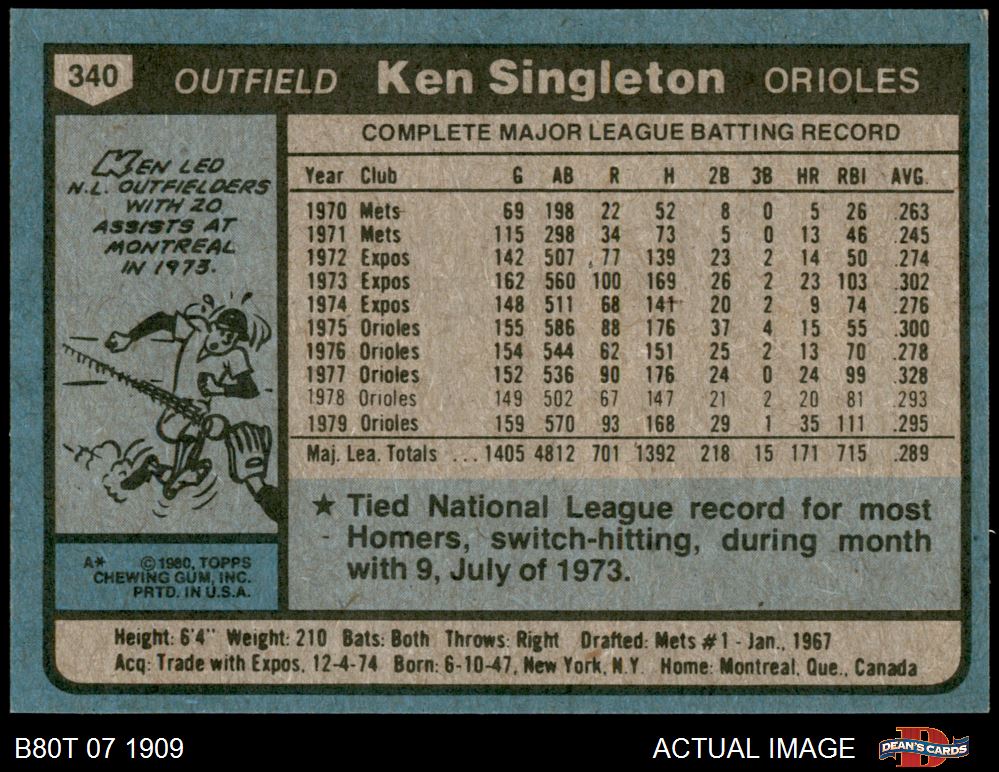 340 OUTFIELD Ken Singleton ORIOLES
KEN LED
N.L. OUTFIELDERS
WITH 20
ASSISTS AT
MONTREAL
IN 1973.
A* ©1980, TOPPS
CHEWING GUM, INC.
PRTD. IN U.S.A.
COMPLETE MAJOR LEAGUE BATTING RECORD
Year Club G AB R H 2B 3B HR RBI AVG.
1970 Mets 69 198 22 52 8 0 5 26 .263
1971 Mets 115 298 34 73 5 0 13 46 .245
1972 Expos 142 507 77 139 23 2 14 50 .274
1973 Expos 162 560 100 169 26 2 23 103 .302
1974 Expos 148 511 68 141 20 2 9 74 .276
1975 Orioles 155 586 88 176 37 4 15 55 .300
1976 Orioles 154 544 62 151 25 2 13 70 .278
1977 Orioles 152 536 90 176 24 0 24 99 .328
1978 Orioles 149 502 67 147 21 2 20 81 .293
1979 Orioles 159 570 93 168 29 1 35 111 .295
Maj. Lea. Totals ... 1405 4812 701 1392 218 15 171 715 .289
★ Tied National League record for most
Homers, switch-hitting, during month
with 9, July of 1973.
Height: 6'4" Weight: 210 Bats: Both Throws: Right Drafted: Mets #1 - Jan., 1967
Acq: Trade with Expos, 12-4-74 Born: 6-10-47, New York, N.Y. Home: Montreal, Que., Canada
B80T 07 1909 ACTUAL IMAGE DEAN'S CARDS